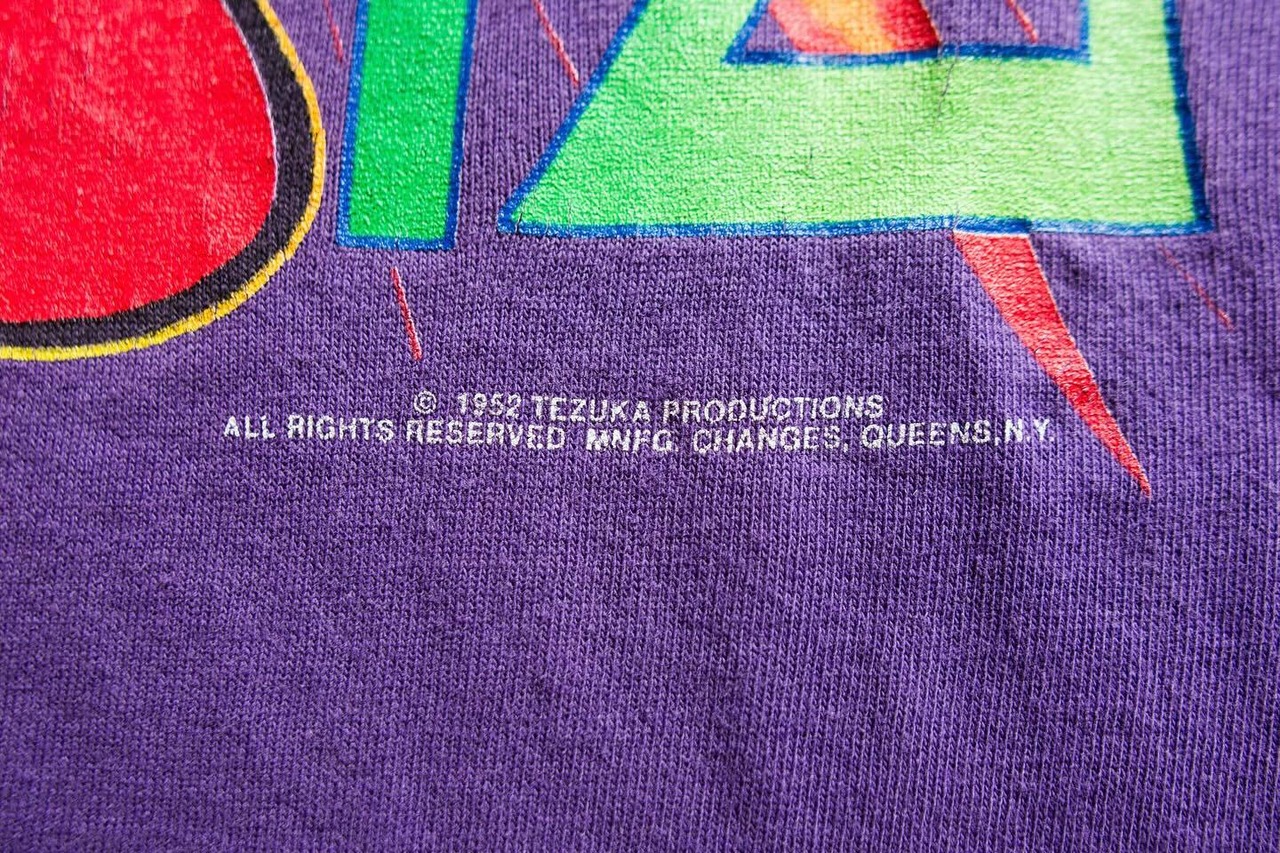 © 1952 TEZUKA PRODUCTIONS
ALL RIGHTS RESERVED MNFG. CHANGES, QUEENS, N.Y.